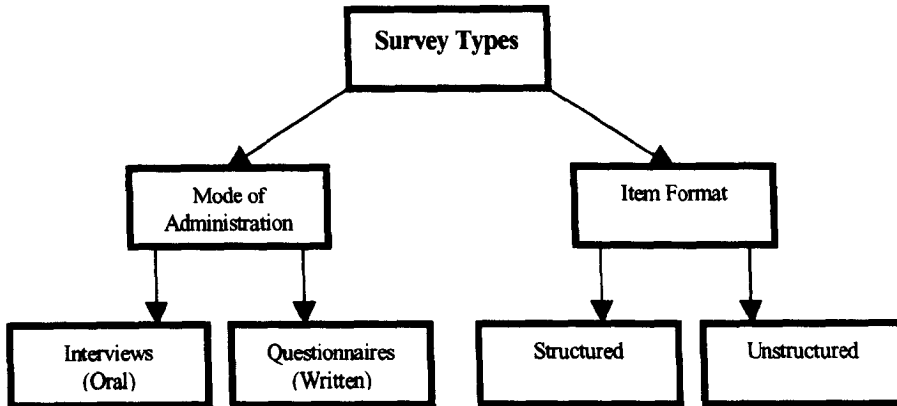 Survey Types
Mode of
Administration
Item Format
Interviews
(Oral)
Questionnaires
(Written)
Structured
Unstructured